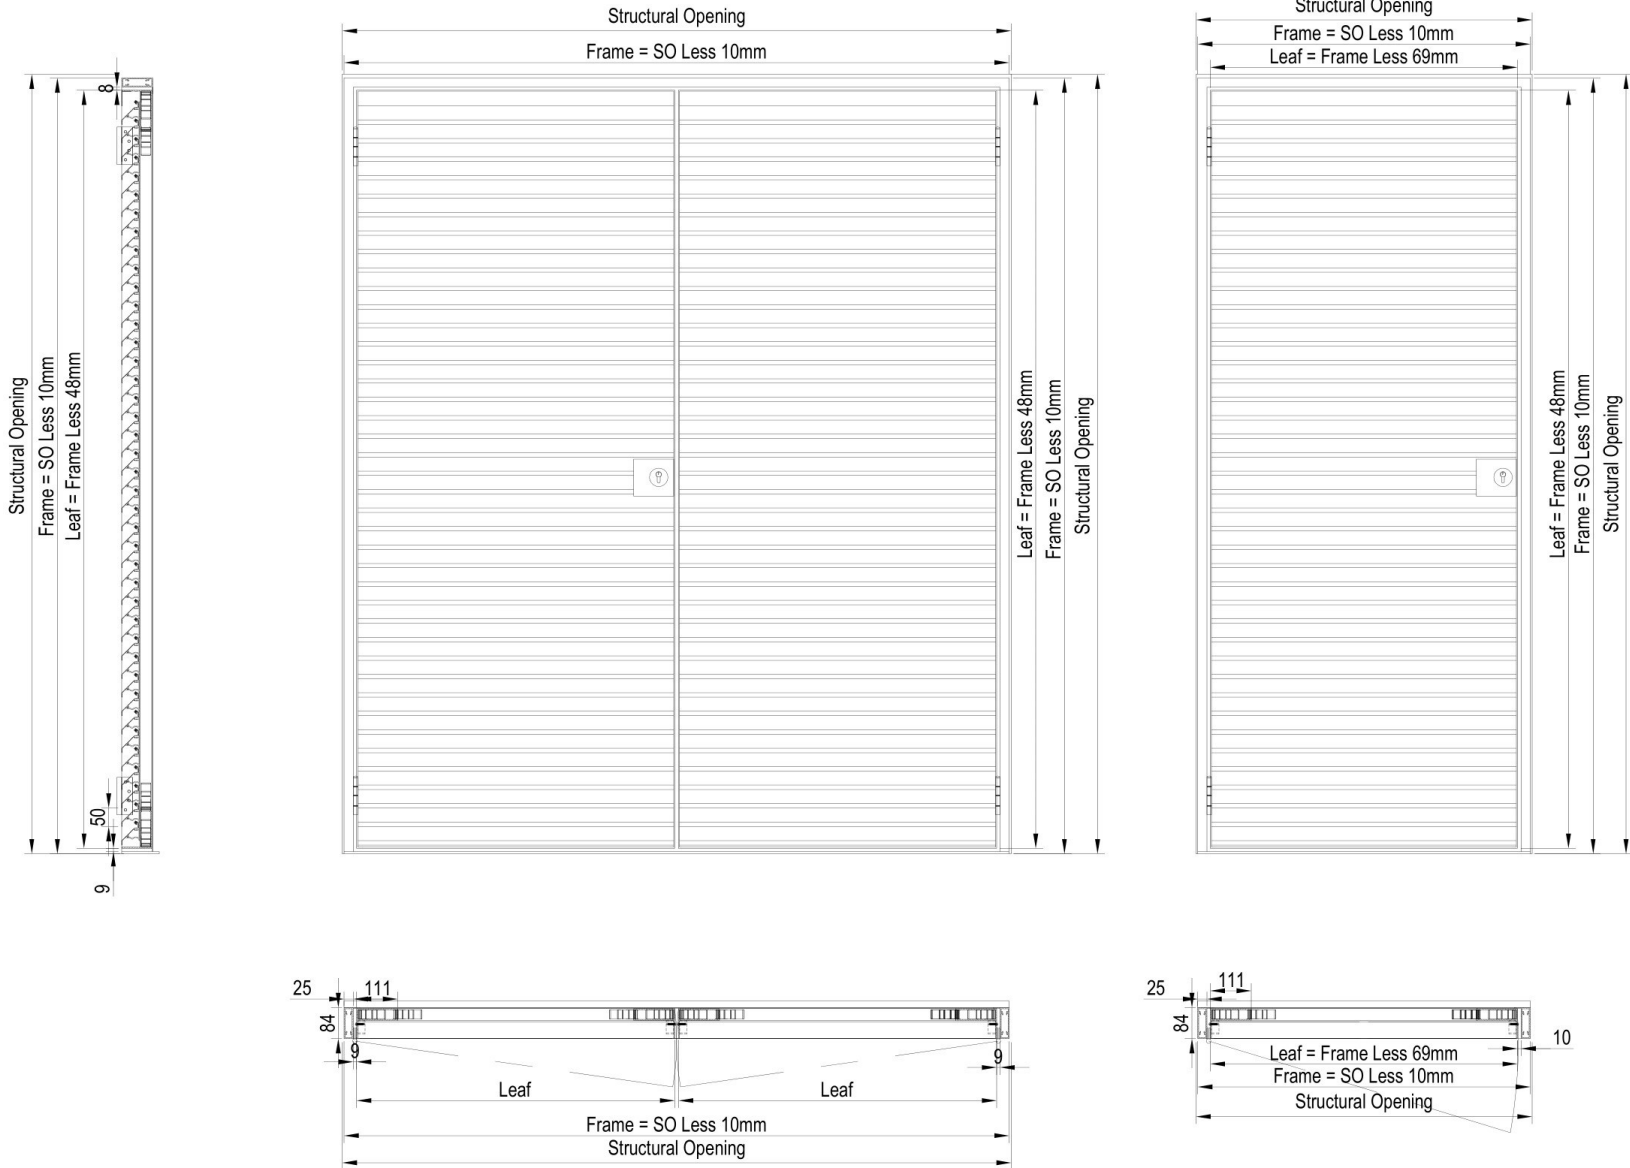 Structural Opening
Frame = SO Less 10mm
Structural Opening
Frame = SO Less 10mm
Leaf = Frame Less 69mm
8
Structural Opening
Frame = SO Less 10mm
Leaf = Frame Less 48mm
50
9
Leaf = Frame Less 48mm
Frame = SO Less 10mm
Structural Opening
Leaf = Frame Less 48mm
Frame = SO Less 10mm
Structural Opening
25
111
84
9
9
Leaf
Leaf
Frame = SO Less 10mm
Structural Opening
25
111
84
10
Leaf = Frame Less 69mm
Frame = SO Less 10mm
Structural Opening